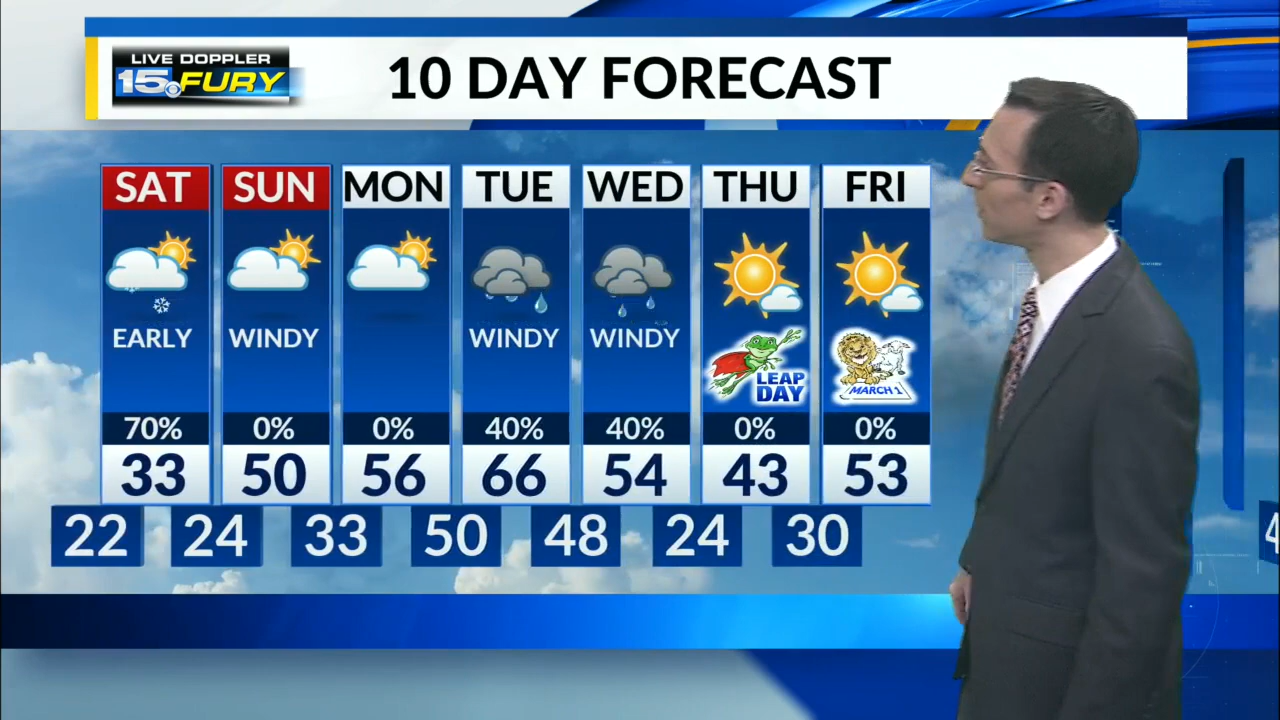 LIVE DOPPLER
15 FURY
10 DAY FORECAST
SAT SUN MON TUE WED THU FRI
EARLY WINDY WINDY WINDY
LEAP
DAY
MARCH 1
70% 0% 0% 40% 40% 0% 0%
33 50 56 66 54 43 53
22 24 33 50 48 24 30
4